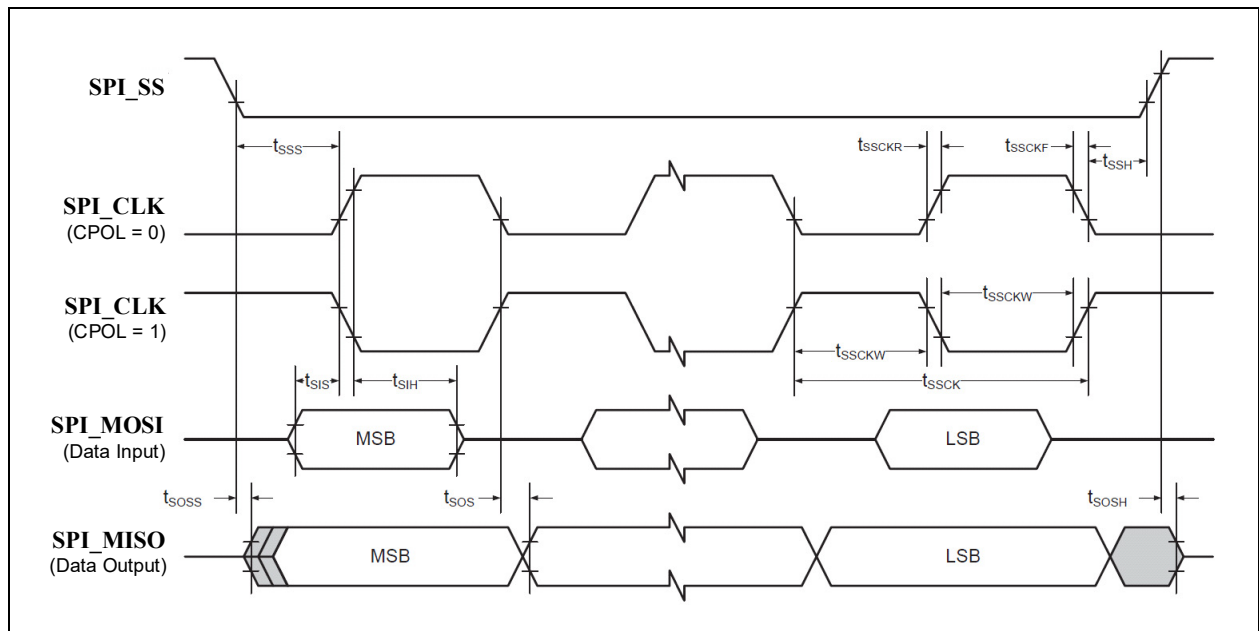 SPI_SS
tSSS
tSSCKR
tSSCKF
tSSH
SPI_CLK
(CPOL = 0)
SPI_CLK
(CPOL = 1)
tSSCKW
tSSCKW
tSIS
tSIH
tSSCK
SPI_MOSI
(Data Input)
MSB
LSB
tSOSS
tSOS
tSOSH
SPI_MISO
(Data Output)
MSB
LSB